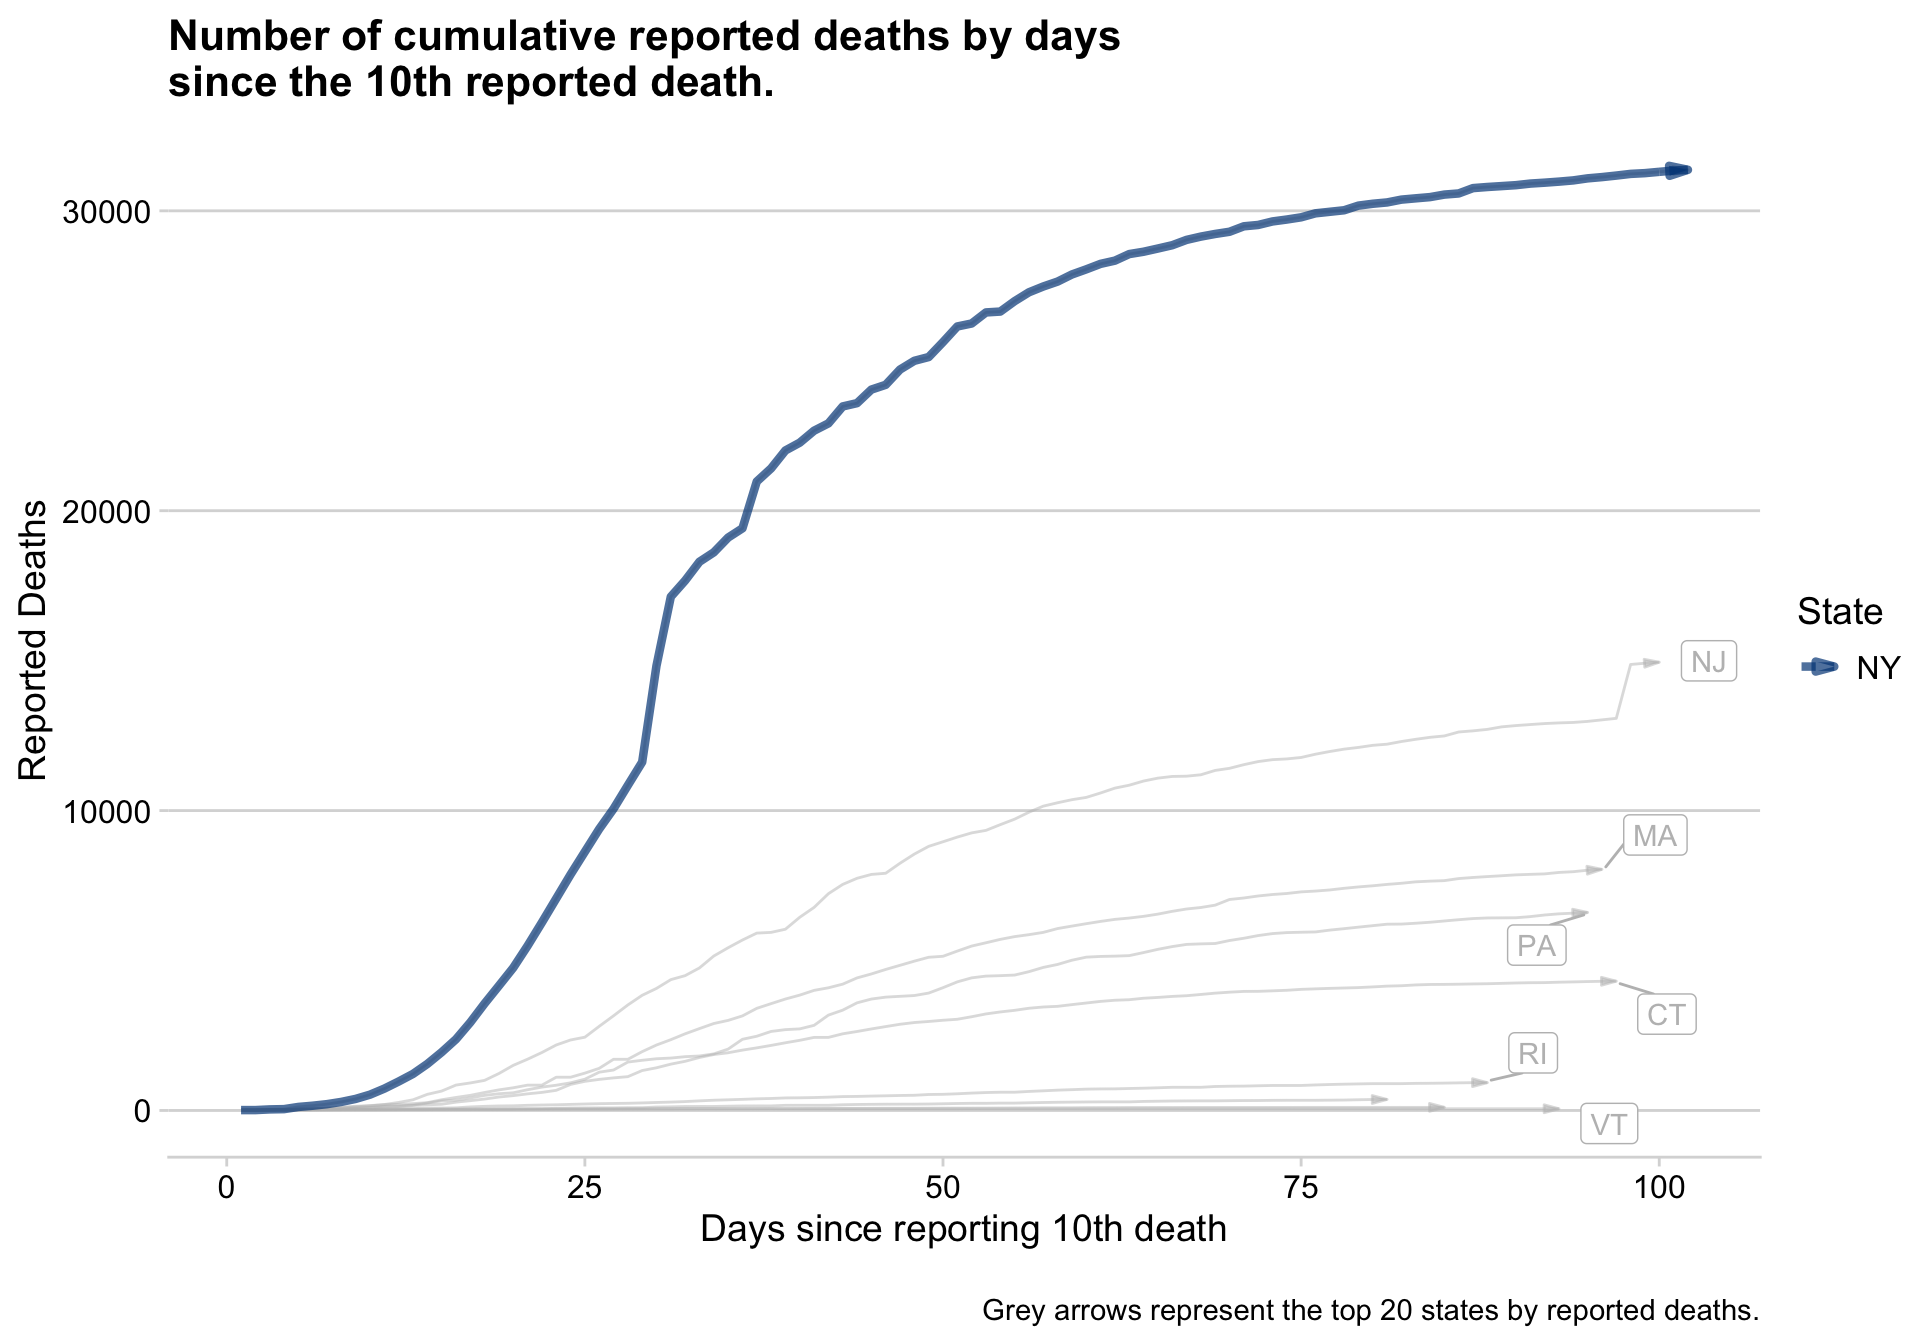 Number of cumulative reported deaths by days
since the 10th reported death.
30000
20000
10000
0
Reported Deaths
NJ
MA
PA
CT
RI
VT
State
NY
0 25 50 75 100
Days since reporting 10th death
Grey arrows represent the top 20 states by reported deaths.